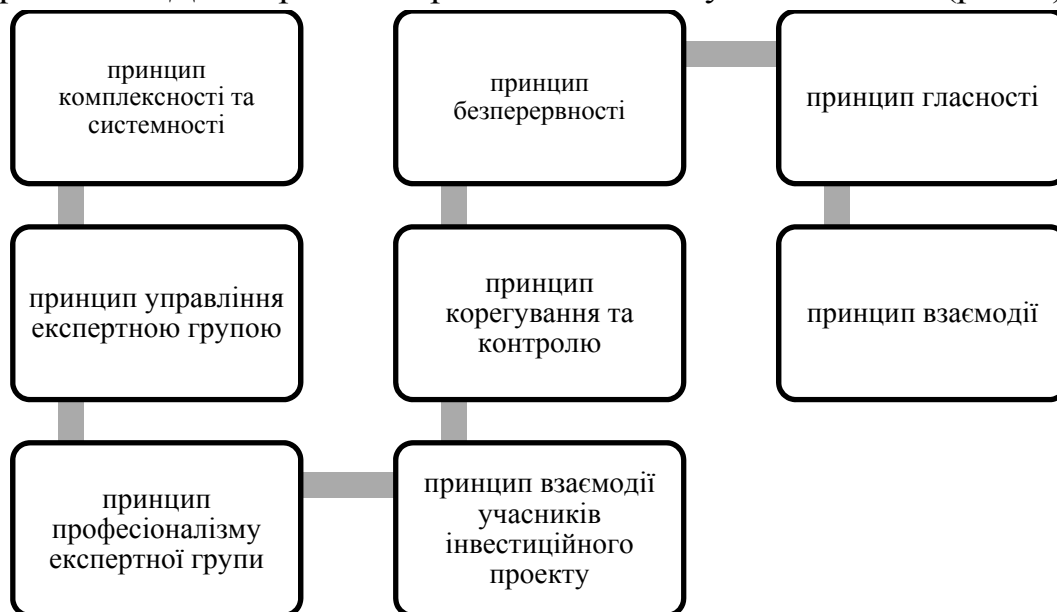 принцип
комплексності та
системності
принцип управління
експертною групою
принцип
професіоналізму
експертної групи
принцип взаємодії
учасників
інвестиційного
проекту
принцип
корегування та
контролю
принцип
безперервності
принцип гласності
принцип взаємодії